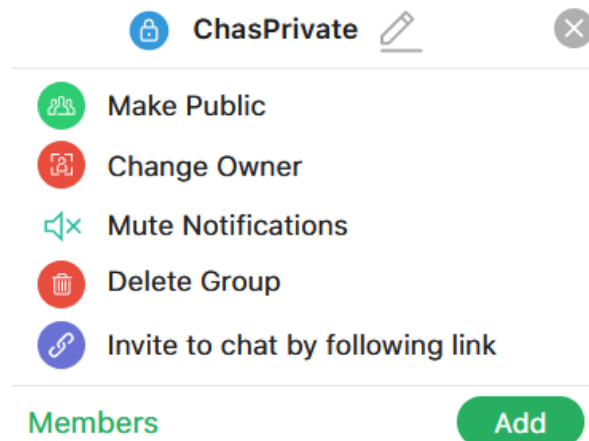 ChasPrivate
Make Public
Change Owner
Mute Notifications
Delete Group
Invite to chat by following link
Members Add